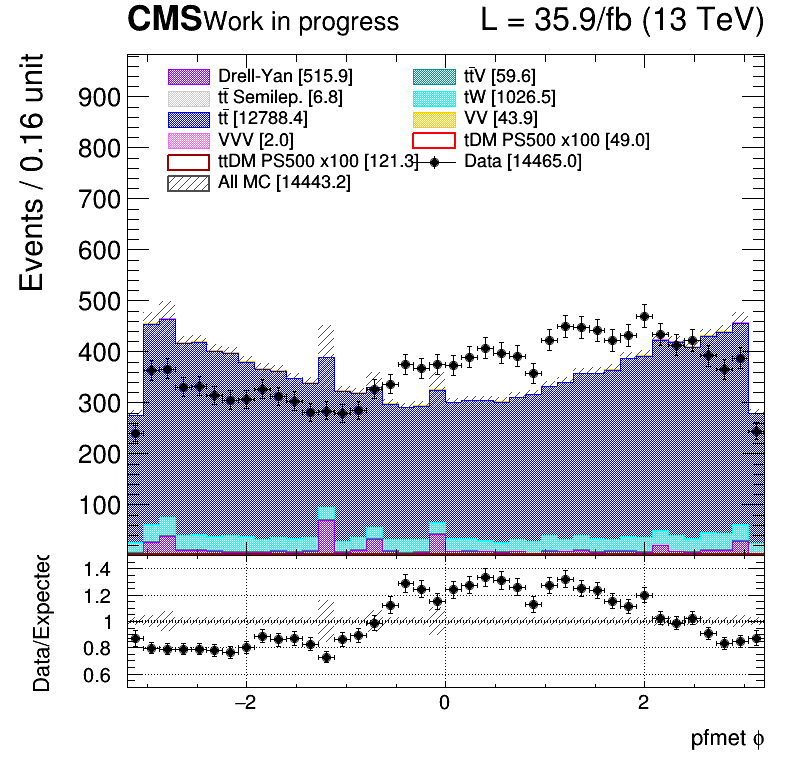 CMS Work in progress L = 35.9/fb (13 TeV)
Events / 0.16 unit
Drell-Yan [515.9] tt̄V [59.6]
tt̄ Semilep. [6.8] tW [1026.5]
tt̄ [12788.4] VV [43.9]
VVV [2.0] tDM PS500 x100 [49.0]
ttDM PS500 x100 [121.3] Data [14465.0]
All MC [14443.2]
900
800
700
600
500
400
300
200
100
Data/Expected
1.4
1.2
1
0.8
0.6
−2 0 2
pfmet ϕ